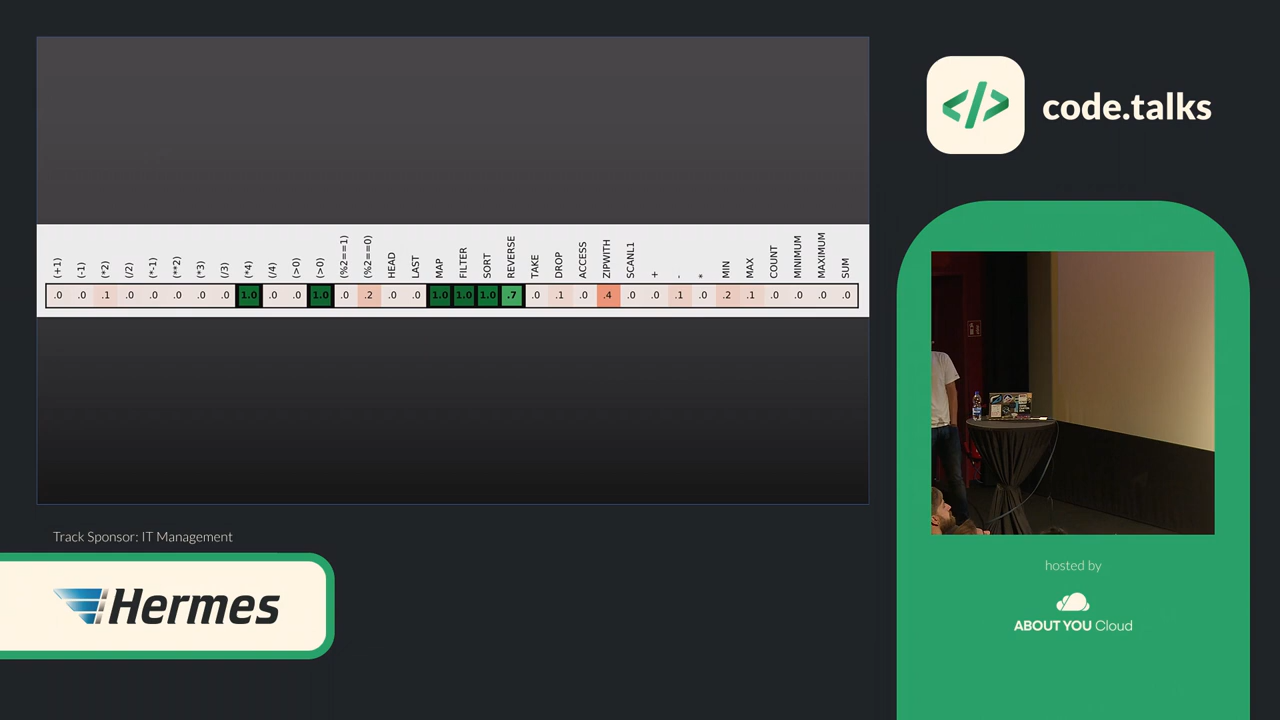 (+1) (-1) (*2) (/2) (*-1) (**2) (*3) (/3) (*4) (/4) (>0) (>0) (%2==1) (%2==0) HEAD LAST MAP FILTER SORT REVERSE TAKE DROP ACCESS ZIPWITH SCANL1 + - * MIN MAX COUNT MINIMUM MAXIMUM SUM
.0 .0 .1 .0 .0 .0 .0 .0 1.0 .0 .0 1.0 .0 .2 .0 .0 1.0 1.0 1.0 .7 .0 .1 .0 .4 .0 .0 .1 .0 .2 .1 .0 .0 .0 .0
</> code.talks
Track Sponsor: IT Management
Hermes
hosted by
ABOUT YOU Cloud